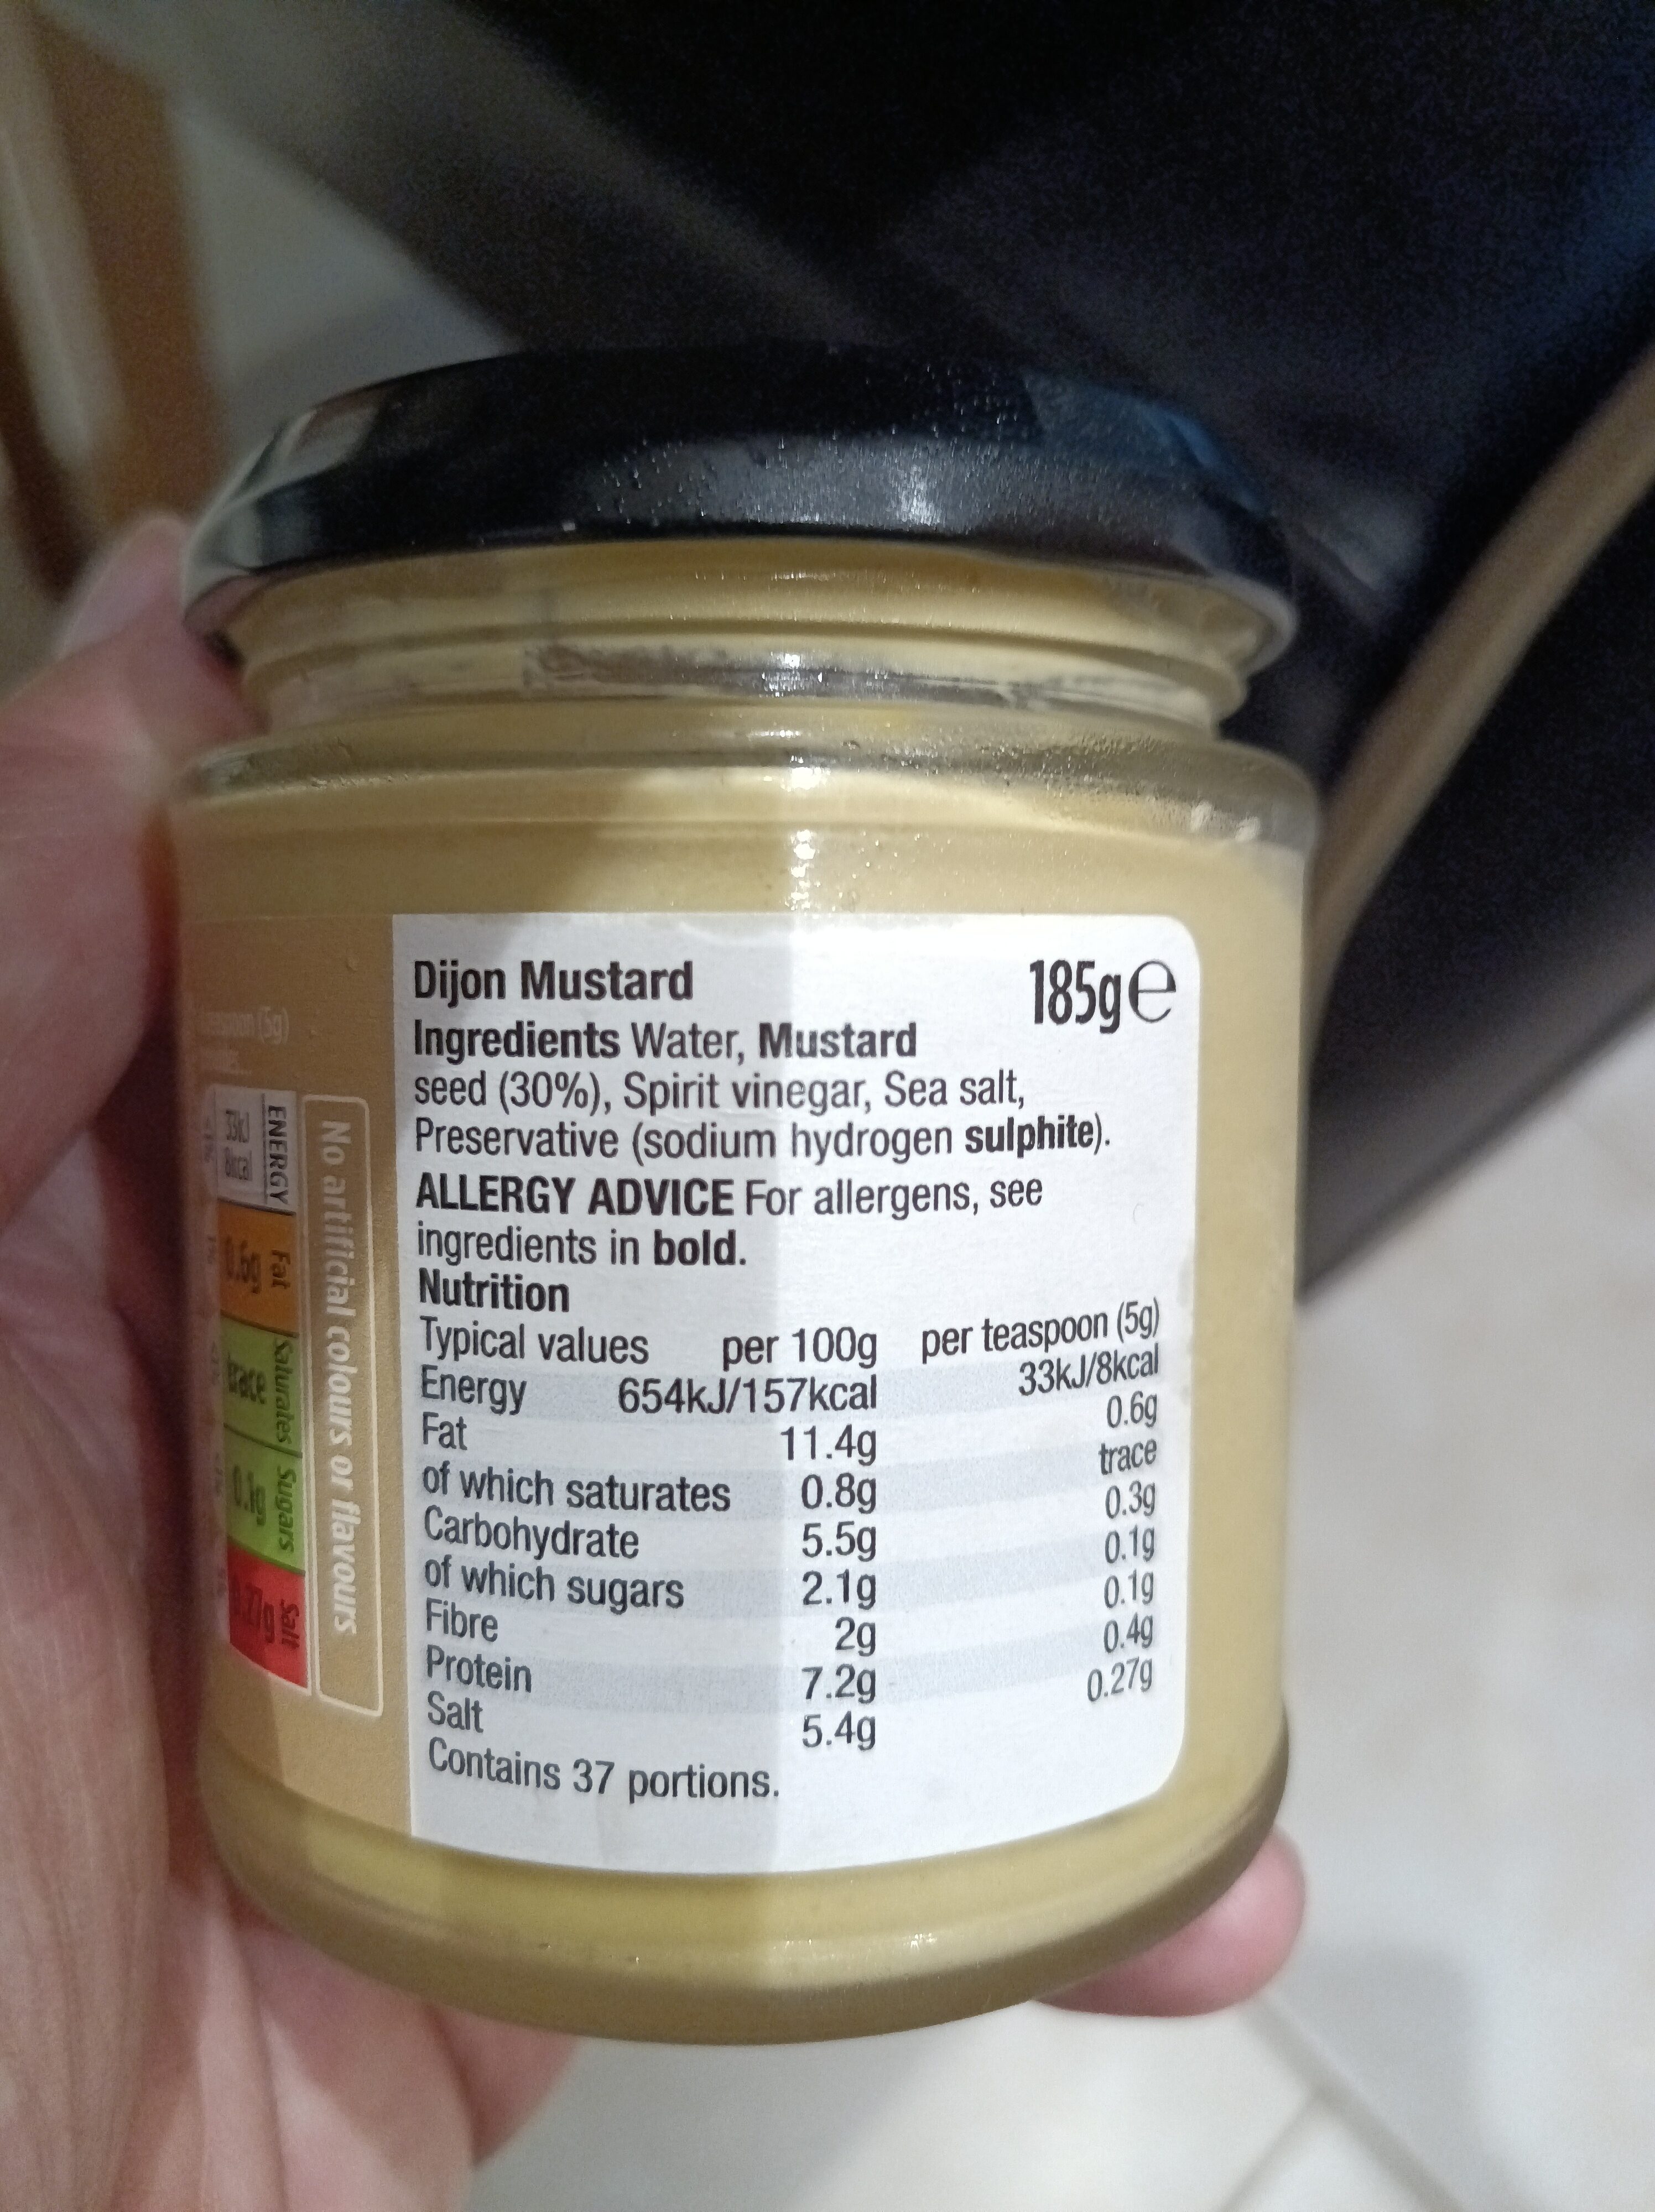 Dijon Mustard
185g℮
Ingredients Water, Mustard
seed (30%), Spirit vinegar, Sea salt,
Preservative (sodium hydrogen sulphite).
ALLERGY ADVICE For allergens, see
ingredients in bold.
Nutrition
Typical values per 100g per teaspoon (5g)
Energy 654kJ/157kcal 33kJ/8kcal
Fat 11.4g 0.6g
of which saturates 0.8g trace
Carbohydrate 5.5g 0.3g
of which sugars 2.1g 0.1g
Fibre 2g 0.1g
Protein 7.2g 0.4g
Salt 5.4g 0.27g
Contains 37 portions.
No artificial colours or flavours
ENERGY Fat Saturates Sugars Salt
33kJ 0.6g trace 0.1g 0.27g
8kcal
(5g)